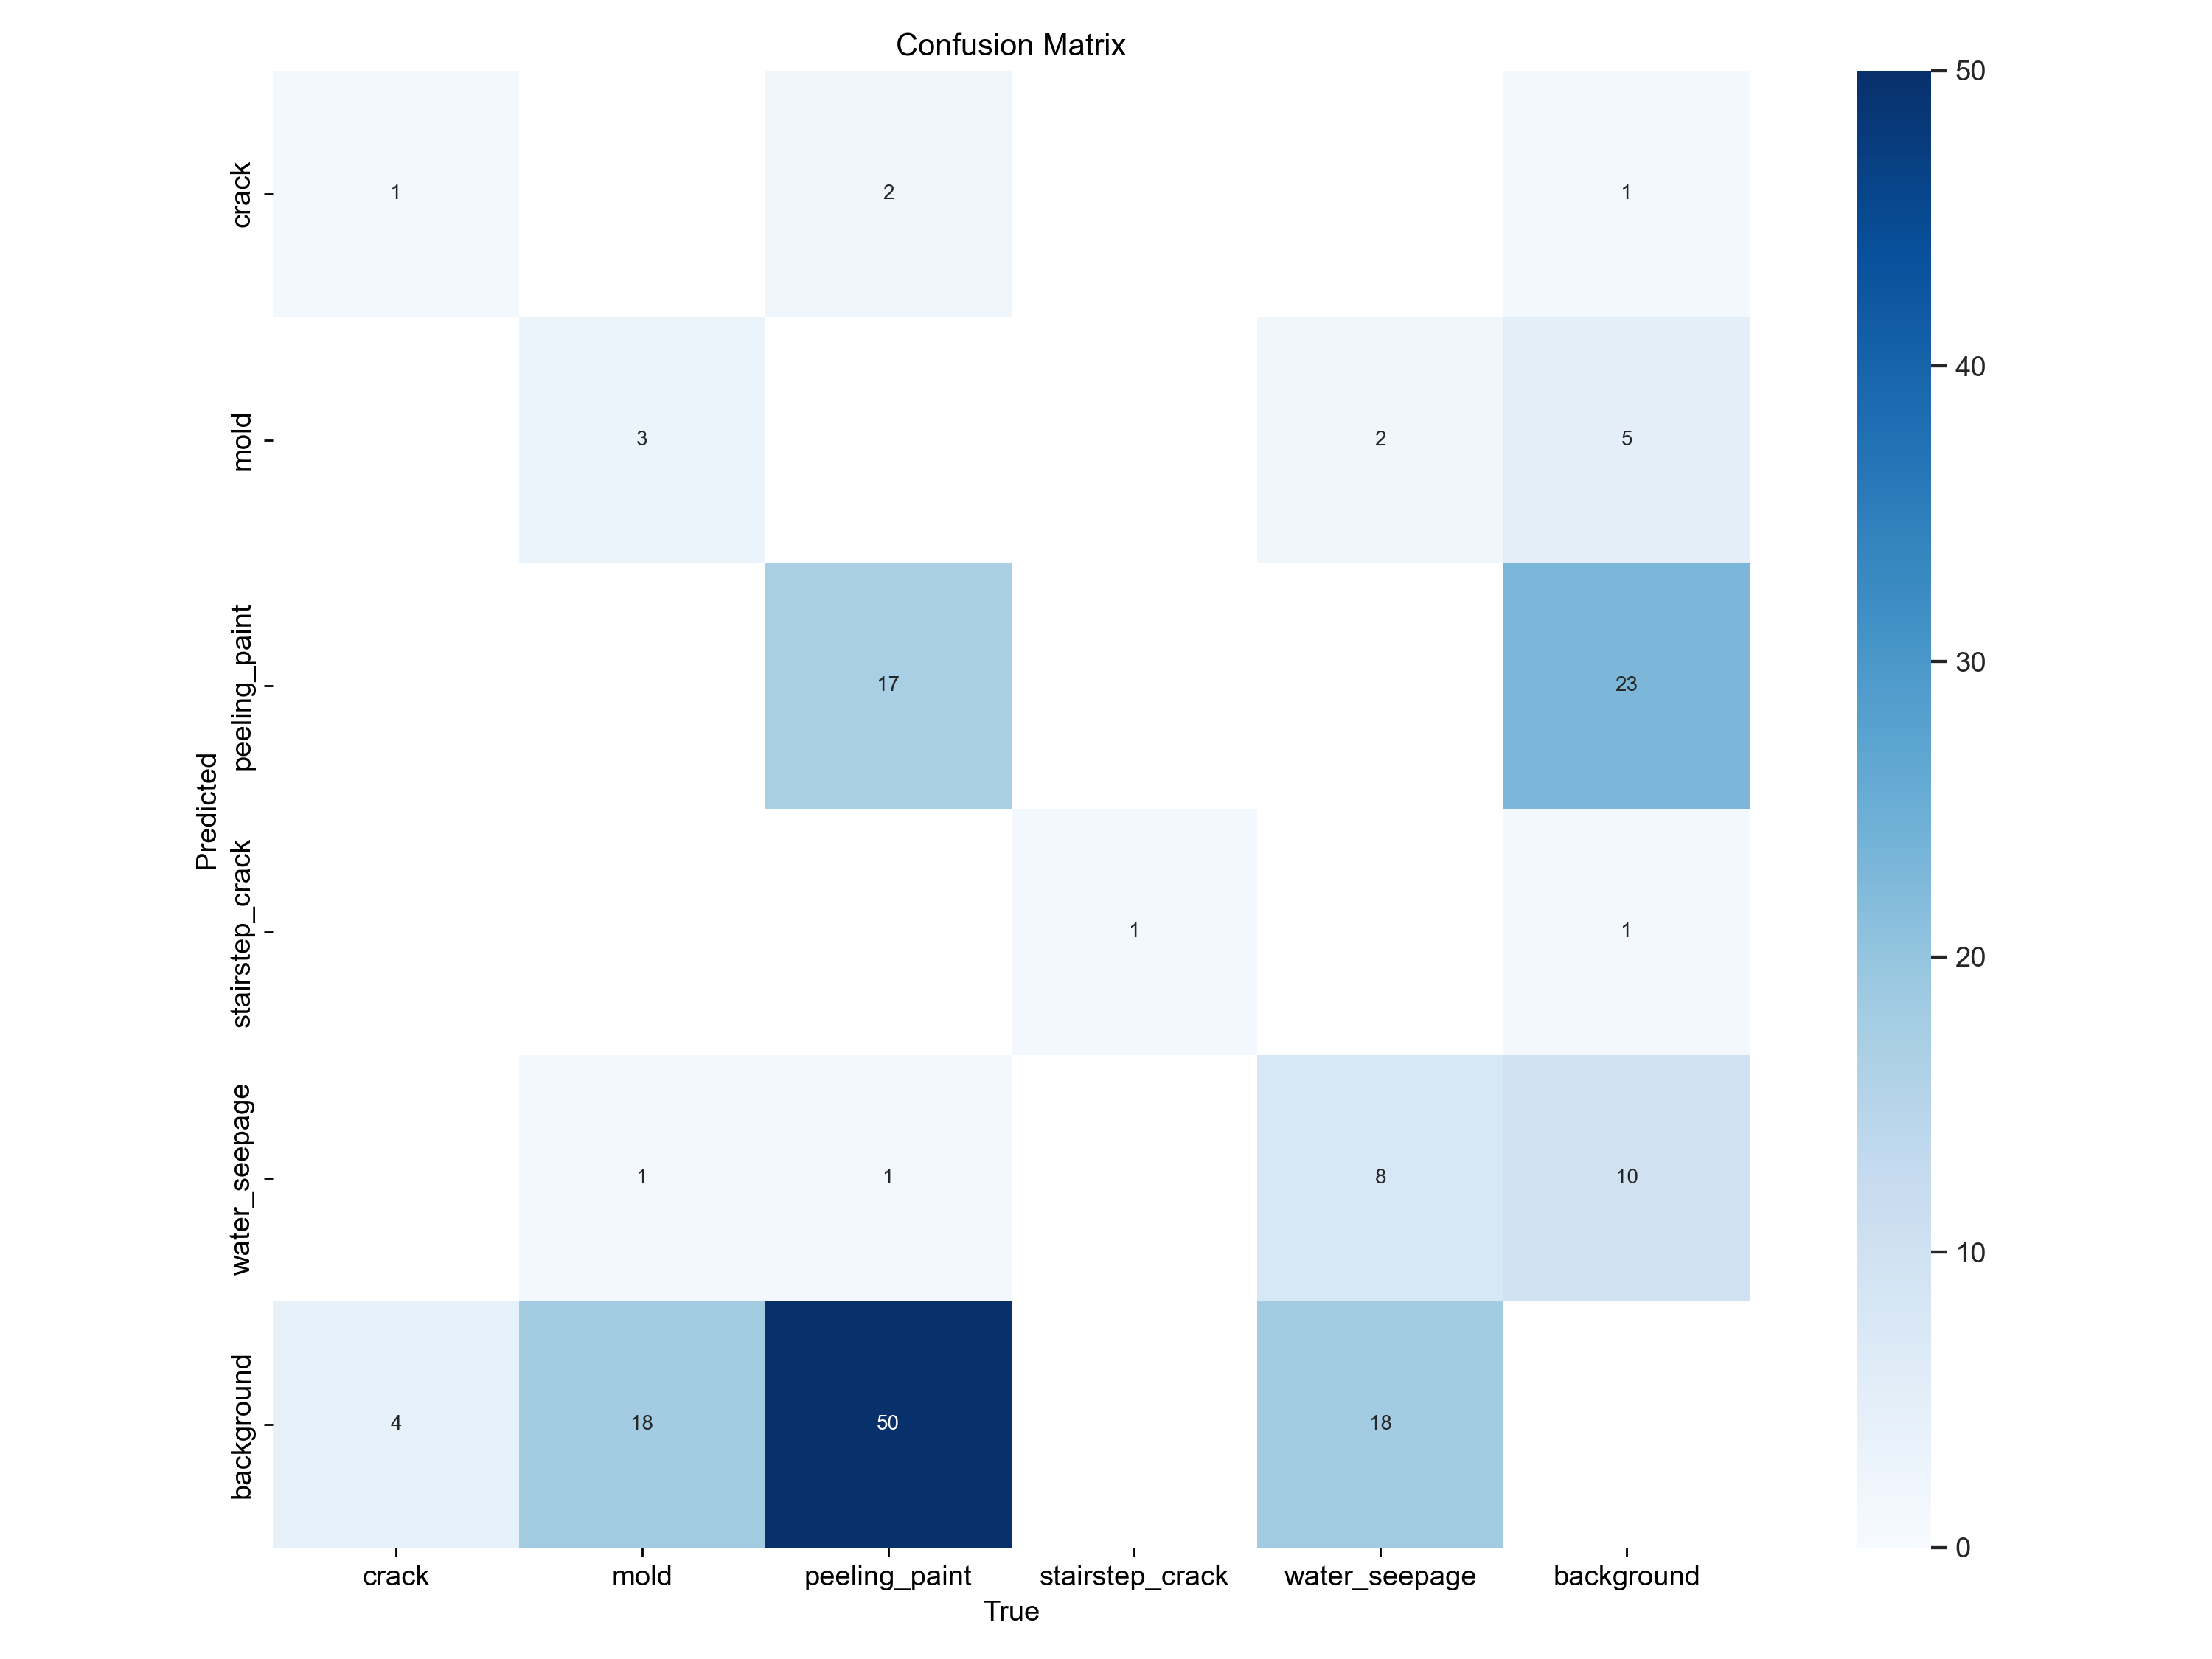 Confusion Matrix
Predicted
crack
1
2
1
mold
3
2
5
peeling_paint
17
23
stairstep_crack
1
1
water_seepage
1
1
8
10
background
4
18
50
18
crack
mold
peeling_paint
stairstep_crack
water_seepage
background
True
50
40
30
20
10
0